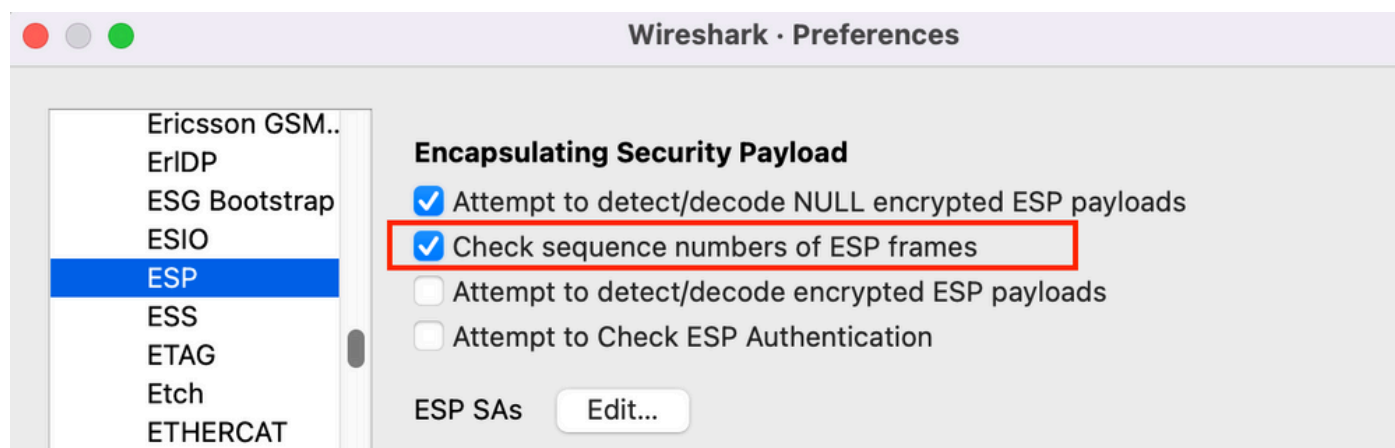 Wireshark · Preferences
Ericsson GSM..
ErlDP
ESG Bootstrap
ESIO
ESP
ESS
ETAG
Etch
ETHERCAT
Encapsulating Security Payload
Attempt to detect/decode NULL encrypted ESP payloads
Check sequence numbers of ESP frames
Attempt to detect/decode encrypted ESP payloads
Attempt to Check ESP Authentication
ESP SAs Edit...